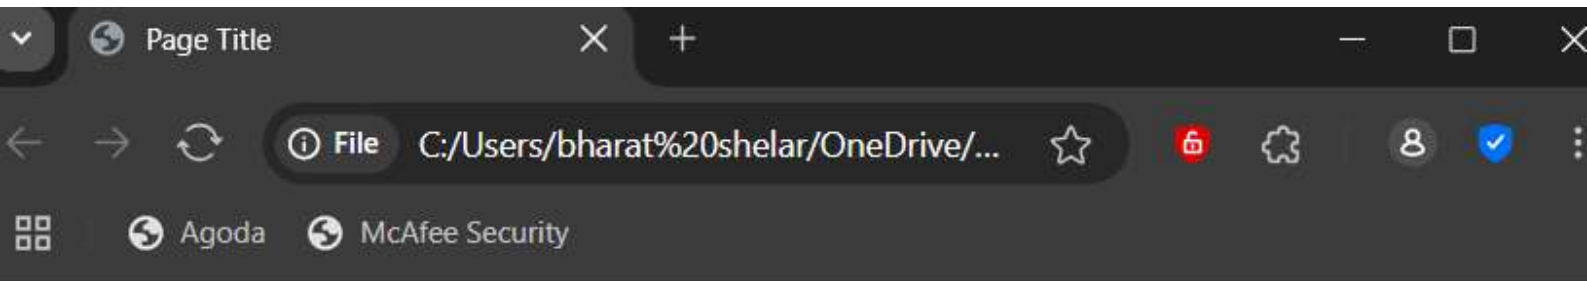 Page Title
File C:/Users/bharat%20shelar/OneDrive/...
Agoda McAfee Security